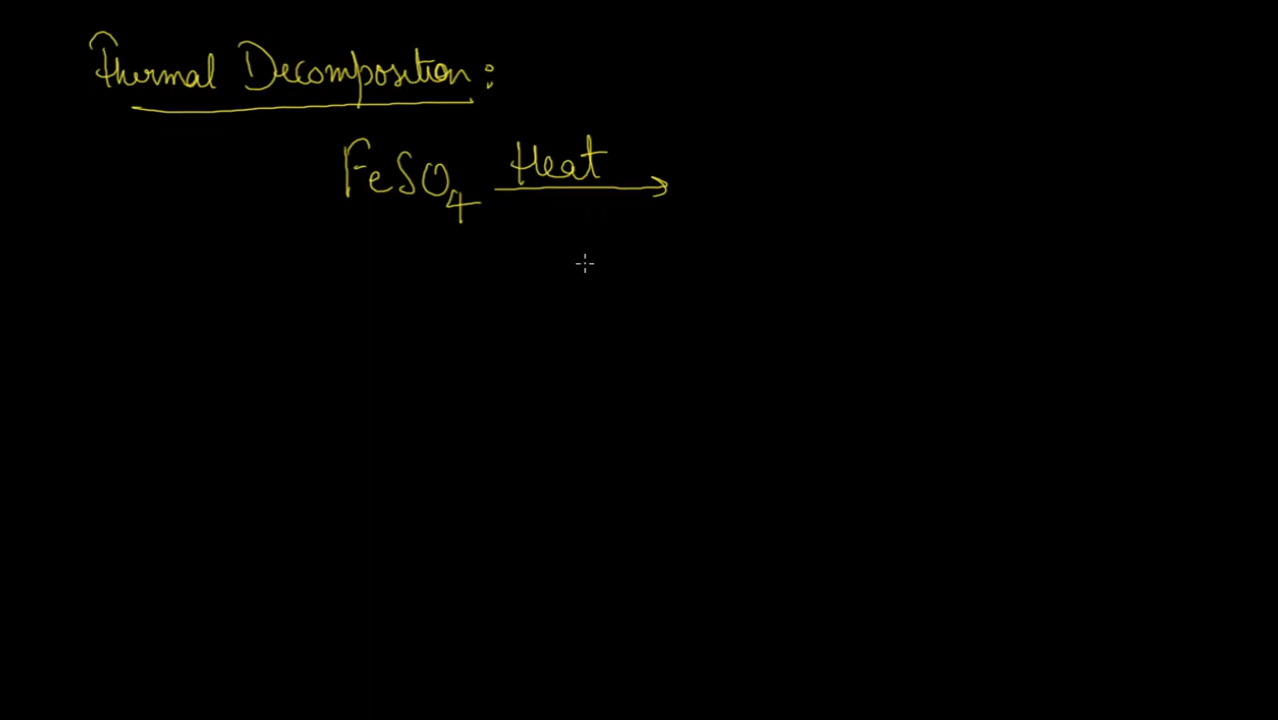 Thermal Decomposition:
FeSO₄ Heat →